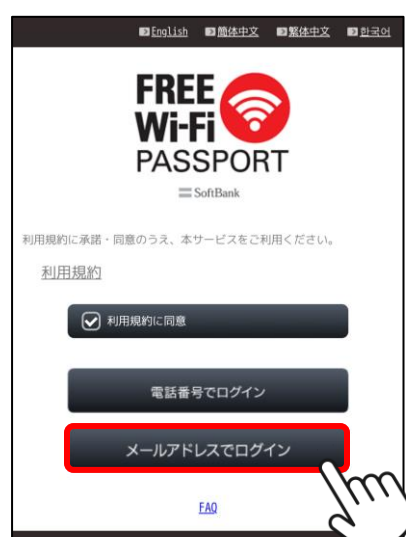 English 簡体中文 繁体中文 한국어
FREE
Wi-Fi
PASSPORT
SoftBank
利用規約に承諾・同意のうえ、本サービスをご利用ください。
利用規約
利用規約に同意
電話番号でログイン
メールアドレスでログイン
FAQ